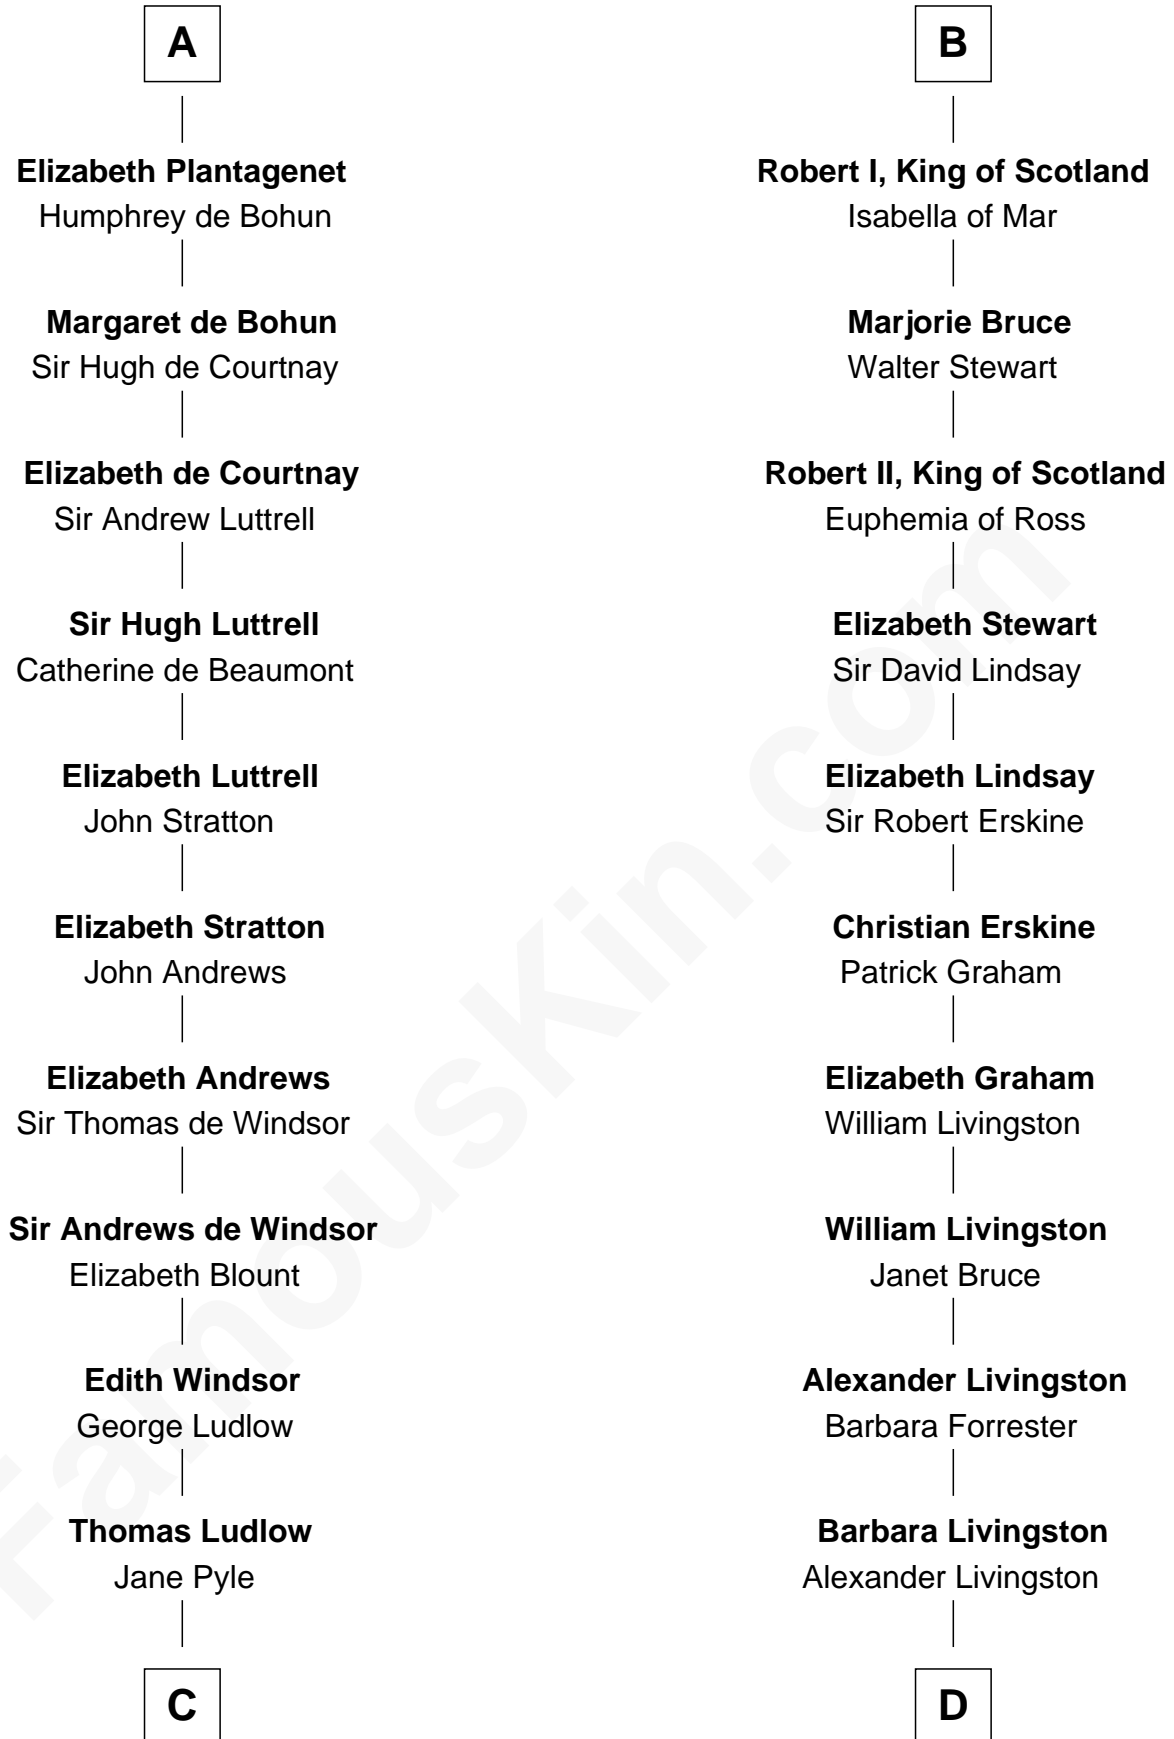 A
Elizabeth Plantagenet
Humphrey de Bohun
Margaret de Bohun
Sir Hugh de Courtnay
Elizabeth de Courtnay
Sir Andrew Luttrell
Sir Hugh Luttrell
Catherine de Beaumont
Elizabeth Luttrell
John Stratton
Elizabeth Stratton
John Andrews
Elizabeth Andrews
Sir Thomas de Windsor
Sir Andrews de Windsor
Elizabeth Blount
Edith Windsor
George Ludlow
Thomas Ludlow
Jane Pyle
C
B
Robert I, King of Scotland
Isabella of Mar
Marjorie Bruce
Walter Stewart
Robert II, King of Scotland
Euphemia of Ross
Elizabeth Stewart
Sir David Lindsay
Elizabeth Lindsay
Sir Robert Erskine
Christian Erskine
Patrick Graham
Elizabeth Graham
William Livingston
William Livingston
Janet Bruce
Alexander Livingston
Barbara Forrester
Barbara Livingston
Alexander Livingston
D
FamousKin.com